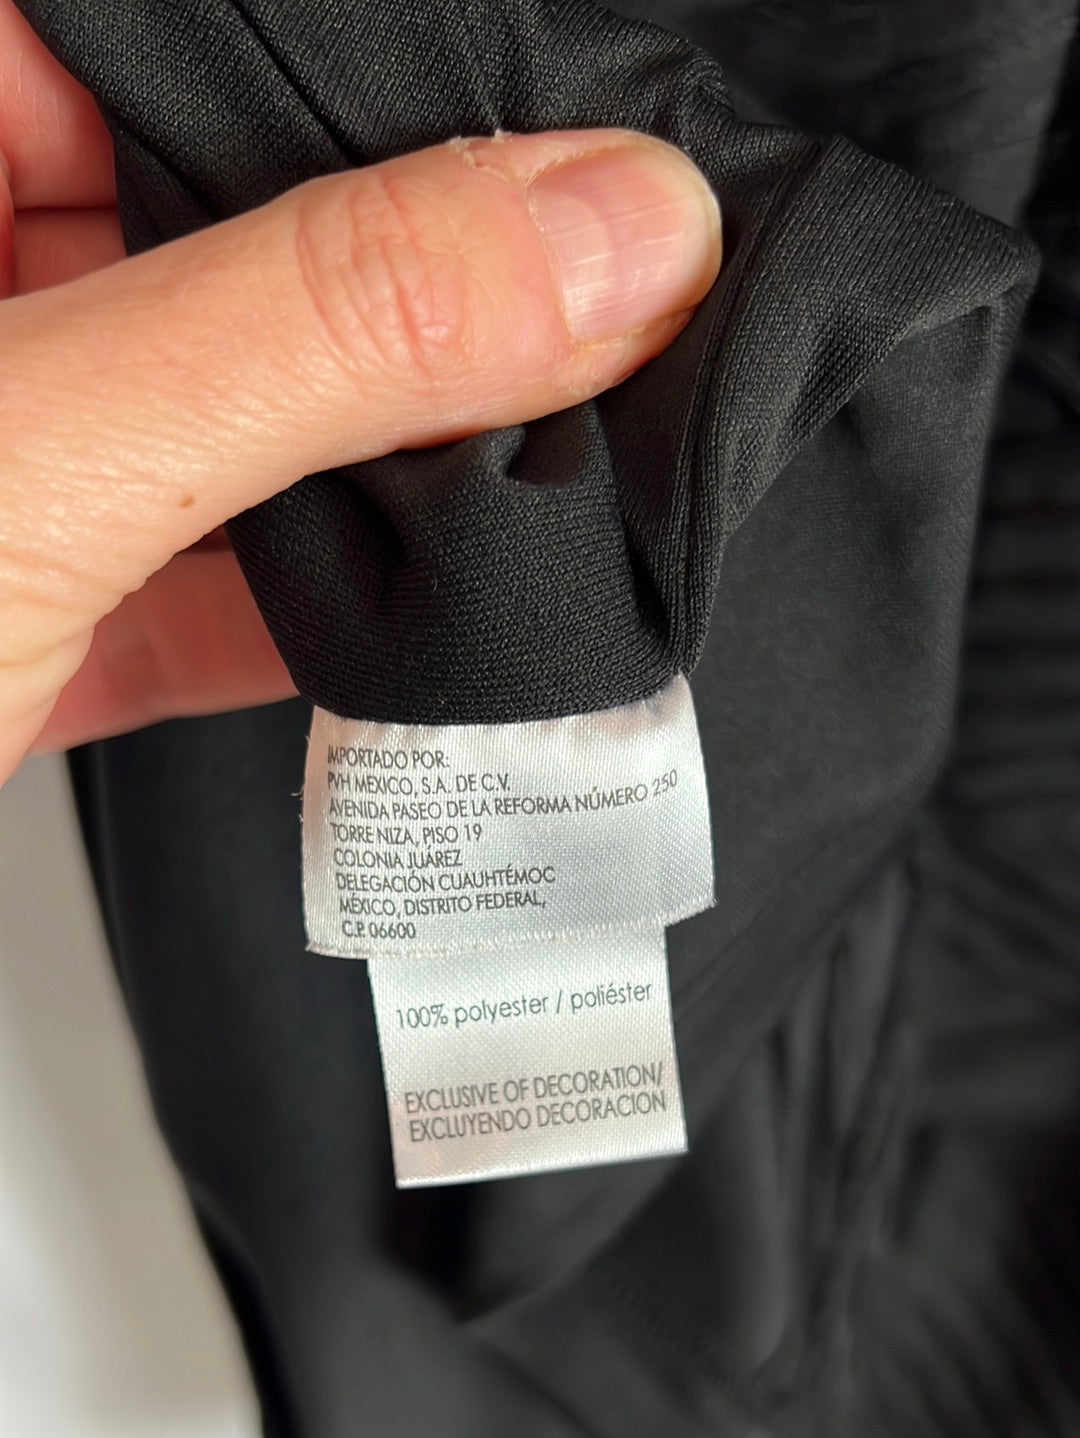 IMPORTADO POR:
PVH MEXICO, S.A. DE C.V.
AVENIDA PASEO DE LA REFORMA NÚMERO 250
TORRE NIZA, PISO 19
COLONIA JUÁREZ
DELEGACIÓN CUAUHTÉMOC
MÉXICO, DISTRITO FEDERAL,
C.P. 06600
100% polyester / poliéster
EXCLUSIVE OF DECORATION/
EXCLUYENDO DECORACION